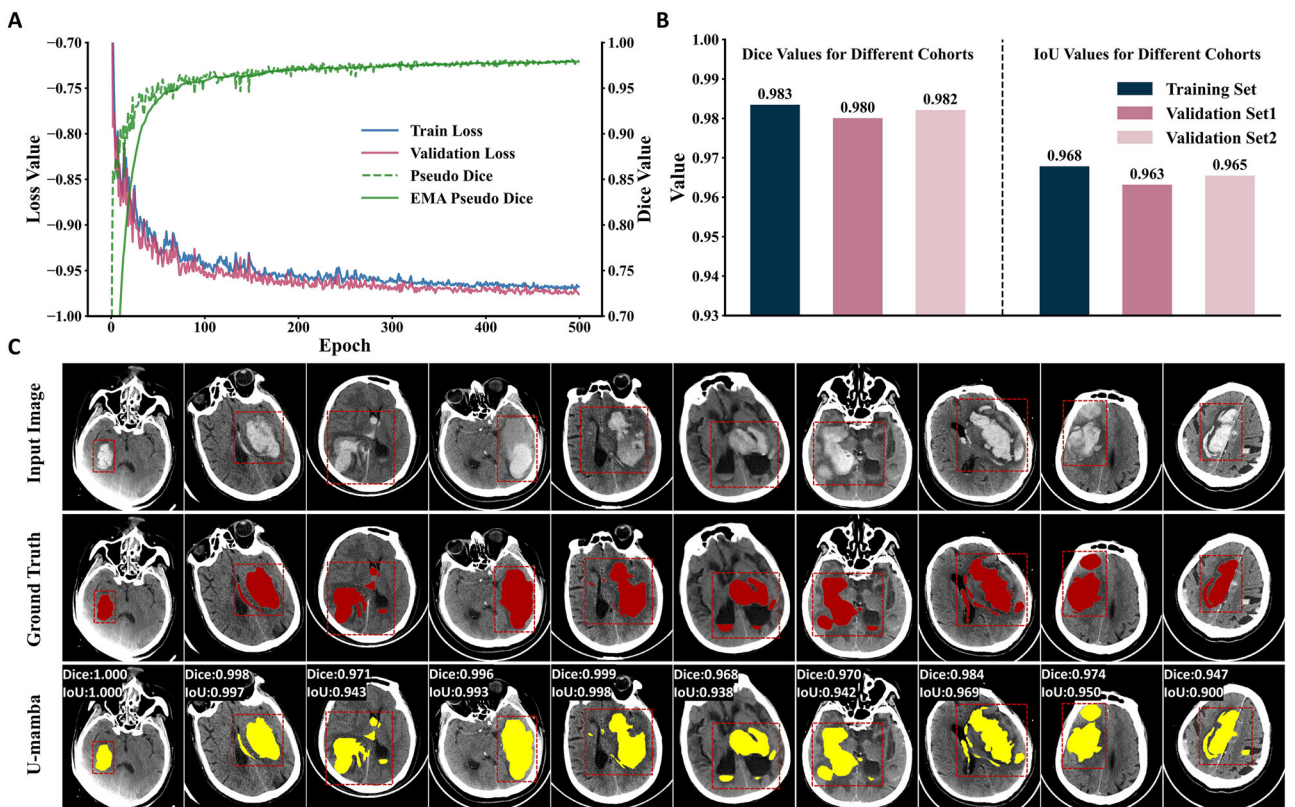 A
−0.70
−0.75
−0.80
−0.85
−0.90
−0.95
−1.00
Loss Value
1.00
0.95
0.90
0.85
0.80
0.75
0.70
Dice Value
Train Loss
Validation Loss
Pseudo Dice
EMA Pseudo Dice
0
100
200
300
400
500
Epoch
B
1.00
0.99
0.98
0.97
0.96
0.95
0.94
0.93
Value
Dice Values for Different Cohorts
0.983
0.980
0.982
IoU Values for Different Cohorts
Training Set
Validation Set1
Validation Set2
0.968
0.963
0.965
C
Input Image
Ground Truth
U-mamba
Dice:1.000
IoU:1.000
Dice:0.998
IoU:0.997
Dice:0.971
IoU:0.943
Dice:0.996
IoU:0.993
Dice:0.999
IoU:0.998
Dice:0.968
IoU:0.938
Dice:0.970
IoU:0.942
Dice:0.984
IoU:0.969
Dice:0.974
IoU:0.950
Dice:0.947
IoU:0.900